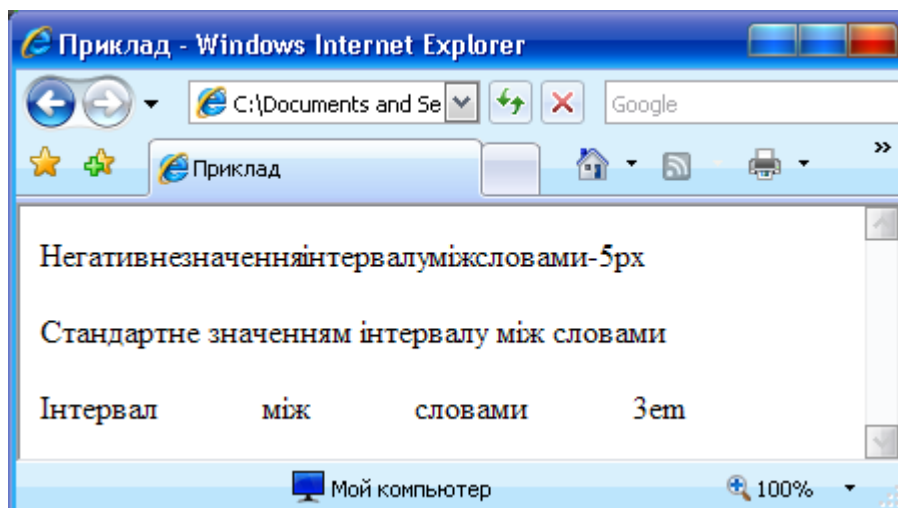 Приклад - Windows Internet Explorer
C:\Documents and Se
Google
Приклад
»
Негативнезначенняінтервалуміжсловами-5px
Стандартне значенням інтервалу між словами
Інтервал між словами 3em
Мой компьютер
100%